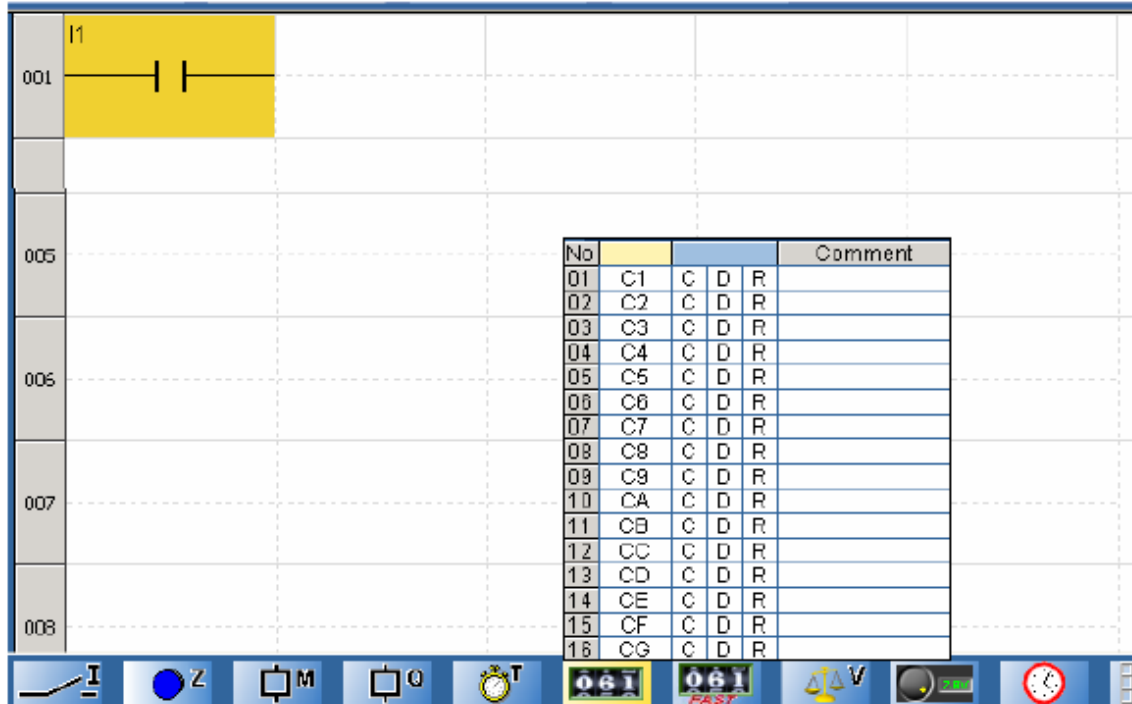 I1
001
005
006
007
008
No Comment
01 C1 C D R
02 C2 C D R
03 C3 C D R
04 C4 C D R
05 C5 C D R
06 C6 C D R
07 C7 C D R
08 C8 C D R
09 C9 C D R
10 CA C D R
11 CB C D R
12 CC C D R
13 CD C D R
14 CE C D R
15 CF C D R
16 CG C D R
I Z M Q T 061 061 V
FAST